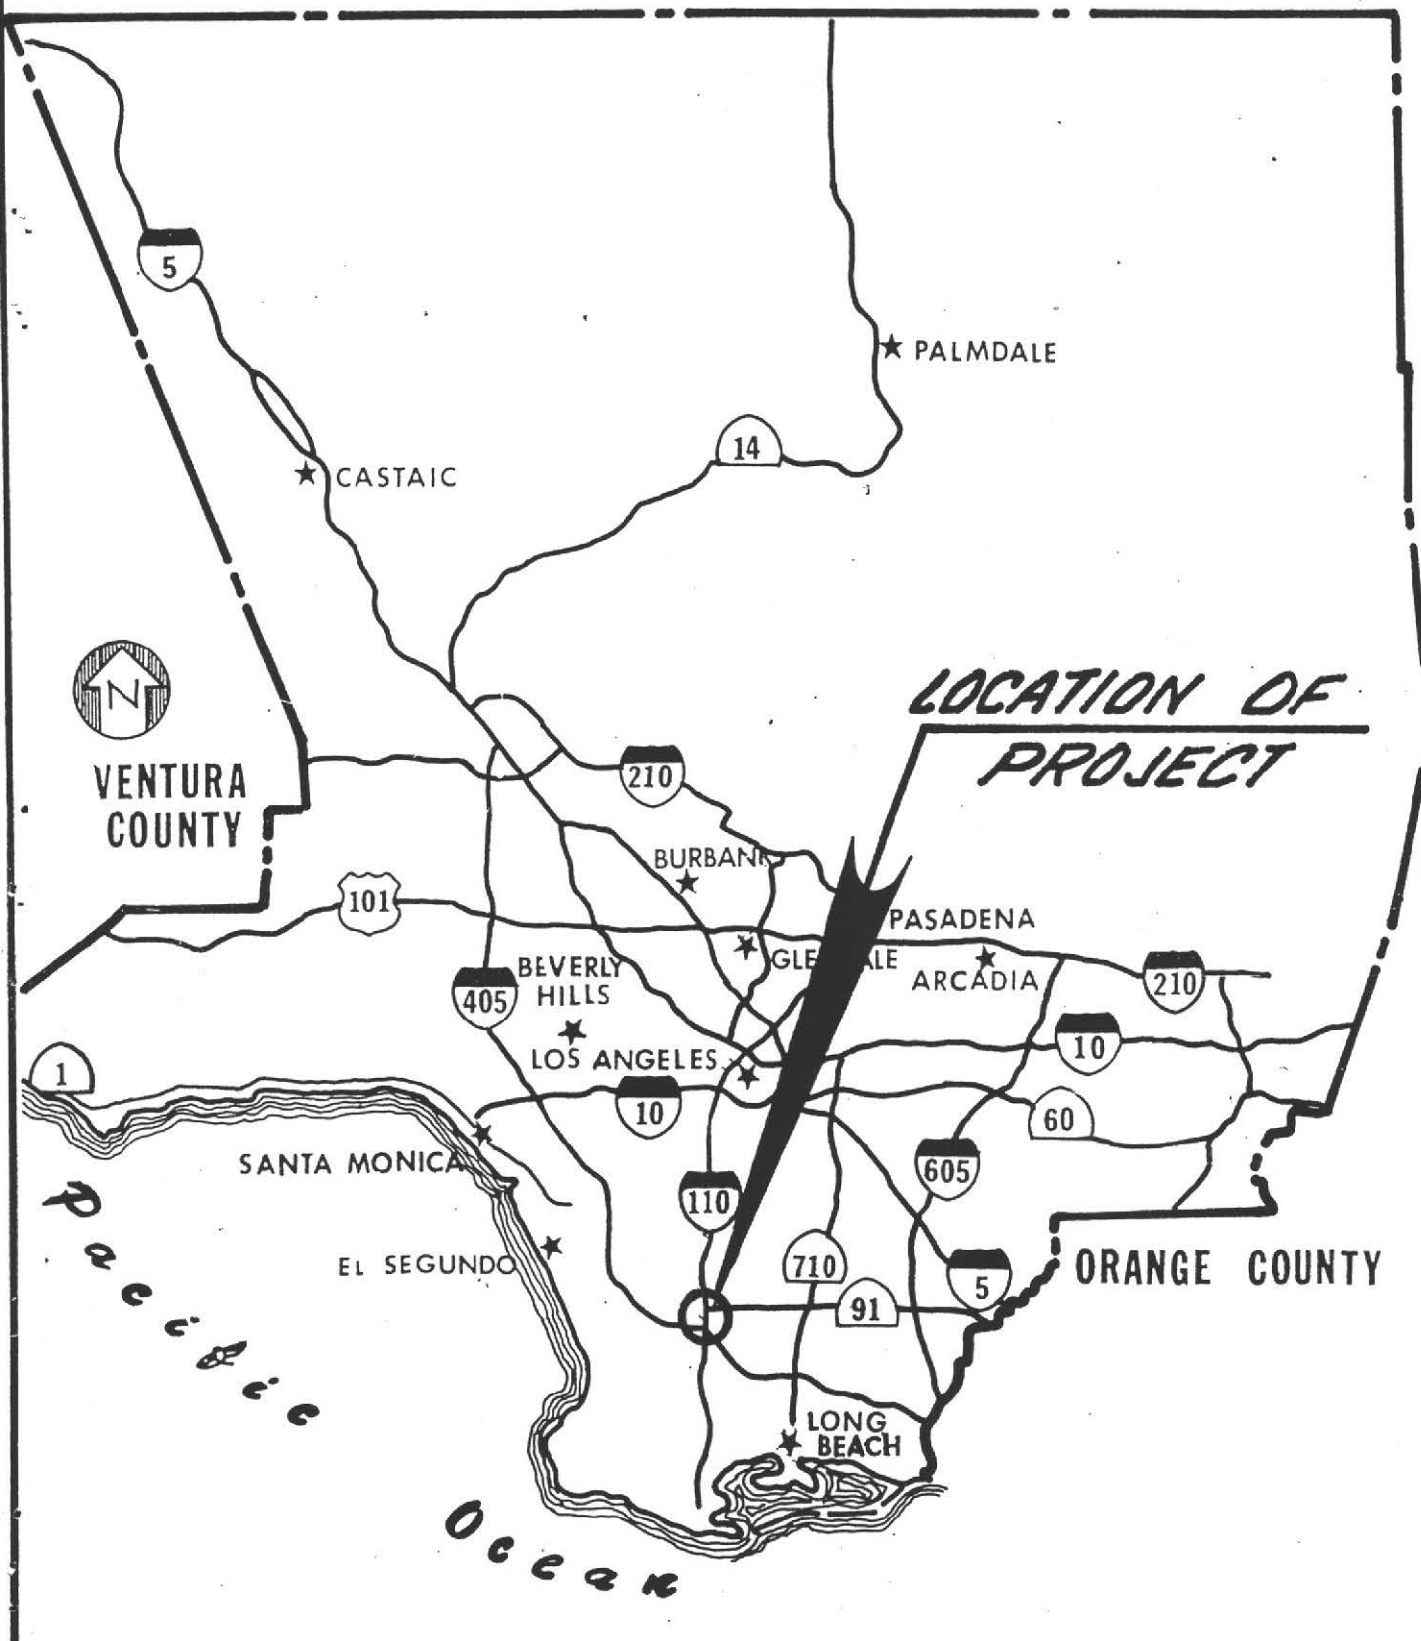 5
PALMDALE
14
CASTAIC
N
LOCATION OF
PROJECT
VENTURA
COUNTY
210
BURBANK
101
PASADENA
GLENDALE
ARCADIA
210
405
BEVERLY
HILLS
10
LOS ANGELES
1
10
60
SANTA MONICA
605
110
EL SEGUNDO
710
5
ORANGE COUNTY
91
LONG
BEACH
Pacific
Ocean